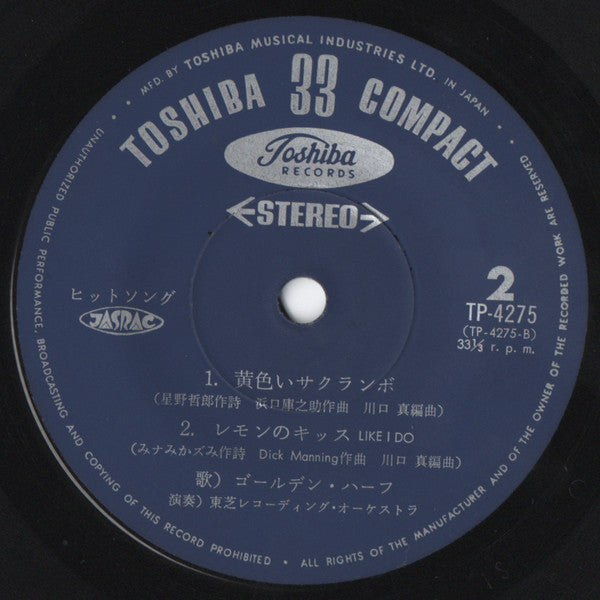 MFD. BY TOSHIBA MUSICAL INDUSTRIES LTD. IN JAPAN
TOSHIBA 33 COMPACT
Toshiba
RECORDS
STEREO
2
ヒットソング
TP-4275
JASRAC
(TP-4275-B)
33⅓ r. p. m.
1. 黄色いサクランボ
(星野哲郎作詩 浜口庫之助作曲 川口 真編曲)
2. レモンのキッス LIKE I DO
(みナみカズみ作詩 Dick Manning作曲 川口 真編曲)
歌) ゴールデン・ハーフ
演奏) 東芝レコーディング・オーケストラ
UNAUTHORIZED PUBLIC PERFORMANCE, BROADCASTING AND COPYING OF THIS RECORD PROHIBITED • ALL RIGHTS OF THE MANUFACTURER AND OF THE OWNER OF THE RECORDED WORK ARE RESERVED